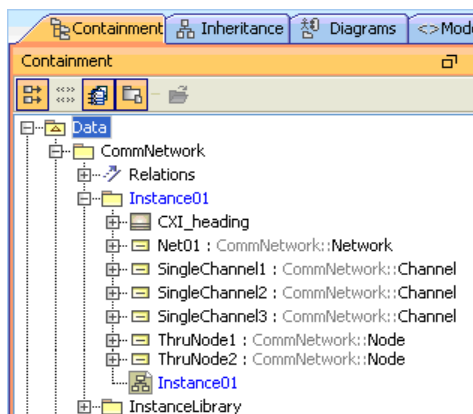 Containment Inheritance Diagrams <>Mode
Containment
Data
CommNetwork
Relations
Instance01
CXI_heading
Net01 : CommNetwork::Network
SingleChannel1 : CommNetwork::Channel
SingleChannel2 : CommNetwork::Channel
SingleChannel3 : CommNetwork::Channel
ThruNode1 : CommNetwork::Node
ThruNode2 : CommNetwork::Node
Instance01
InstanceLibrary